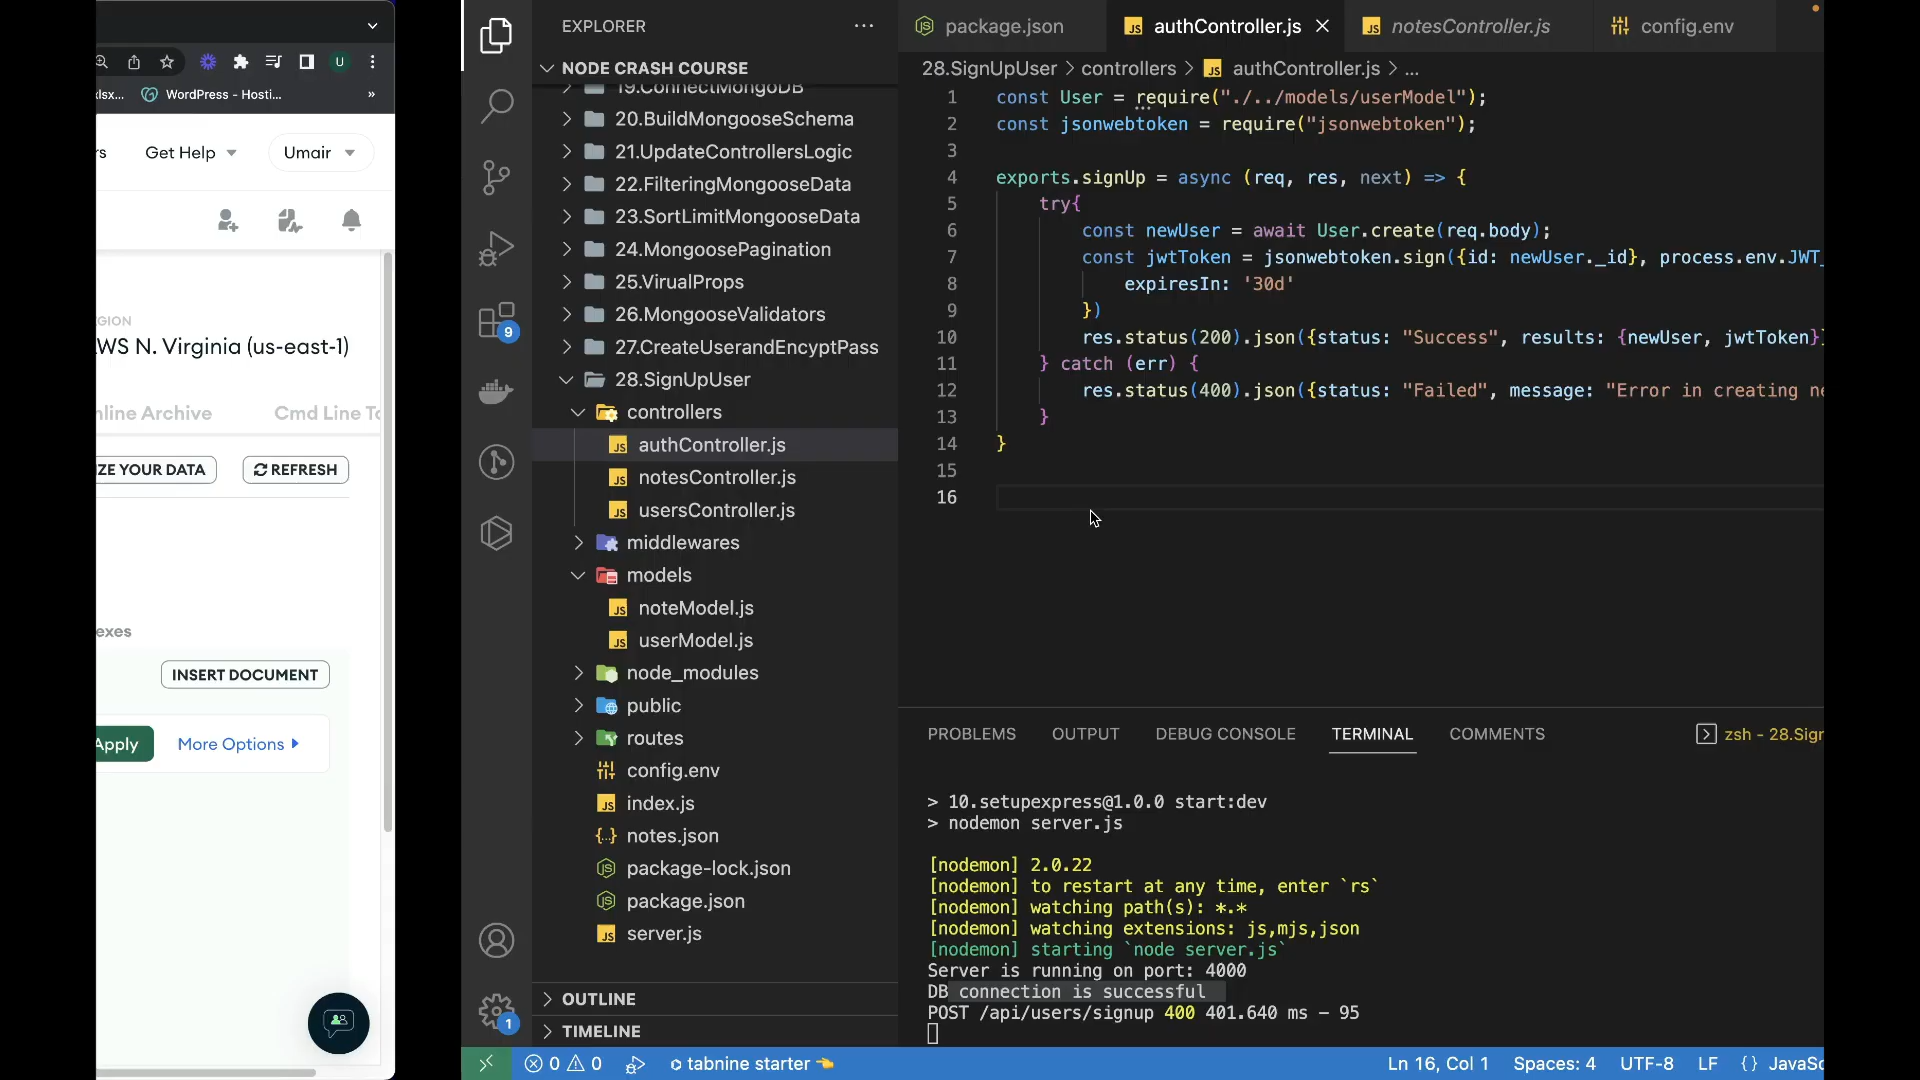 U
lsx...
WordPress - Hosti...
»
rs
Get Help
Umair
GION
WS N. Virginia (us-east-1)
nline Archive
Cmd Line To
ZE YOUR DATA
REFRESH
exes
INSERT DOCUMENT
Apply
More Options
9
1
EXPLORER
...
NODE CRASH COURSE
19.ConnectMongoDB
20.BuildMongooseSchema
21.UpdateControllersLogic
22.FilteringMongooseData
23.SortLimitMongooseData
24.MongoosePagination
25.VirualProps
26.MongooseValidators
27.CreateUserandEncyptPass
28.SignUpUser
controllers
authController.js
notesController.js
usersController.js
middlewares
models
noteModel.js
userModel.js
node_modules
public
routes
config.env
index.js
notes.json
package-lock.json
package.json
server.js
OUTLINE
TIMELINE
package.json
authController.js
notesController.js
config.env
28.SignUpUser > controllers > JS authController.js > ...
1 const User = require("./../models/userModel");
2 const jsonwebtoken = require("jsonwebtoken");
3
4 exports.signUp = async (req, res, next) => {
5 try{
6 const newUser = await User.create(req.body);
7 const jwtToken = jsonwebtoken.sign({id: newUser._id}, process.env.JWT_
8 expiresIn: '30d'
9 })
10 res.status(200).json({status: "Success", results: {newUser, jwtToken}}
11 } catch (err) {
12 res.status(400).json({status: "Failed", message: "Error in creating ne
13 }
14 }
15
16
PROBLEMS
OUTPUT
DEBUG CONSOLE
TERMINAL
COMMENTS
zsh - 28.Sigr
> 10.setupexpress@1.0.0 start:dev
> nodemon server.js
[nodemon] 2.0.22
[nodemon] to restart at any time, enter `rs`
[nodemon] watching path(s): *.*
[nodemon] watching extensions: js,mjs,json
[nodemon] starting `node server.js`
Server is running on port: 4000
DB connection is successful
POST /api/users/signup 400 401.640 ms - 95
0
0
tabnine starter
Ln 16, Col 1
Spaces: 4
UTF-8
LF
{} JavaSc